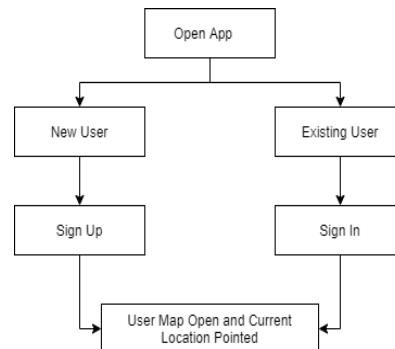 Open App
New User
Existing User
Sign Up
Sign In
User Map Open and Current
Location Pointed